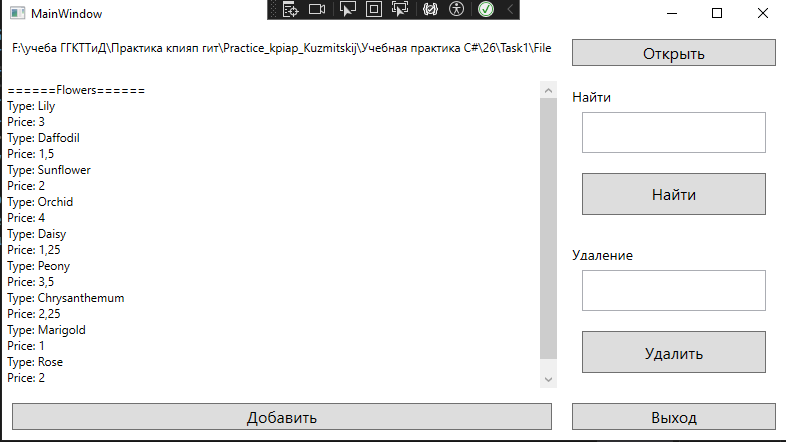 MainWindow
F:\учеба ГГКТТиД\Практика кпияп гит\Practice_kpiap_Kuzmitskij\Учебная практика C#\26\Task1\File
Открыть
======Flowers======
Type: Lily
Price: 3
Type: Daffodil
Price: 1,5
Type: Sunflower
Price: 2
Type: Orchid
Price: 4
Type: Daisy
Price: 1,25
Type: Peony
Price: 3,5
Type: Chrysanthemum
Price: 2,25
Type: Marigold
Price: 1
Type: Rose
Price: 2
Найти
Найти
Удаление
Удалить
Добавить
Выход